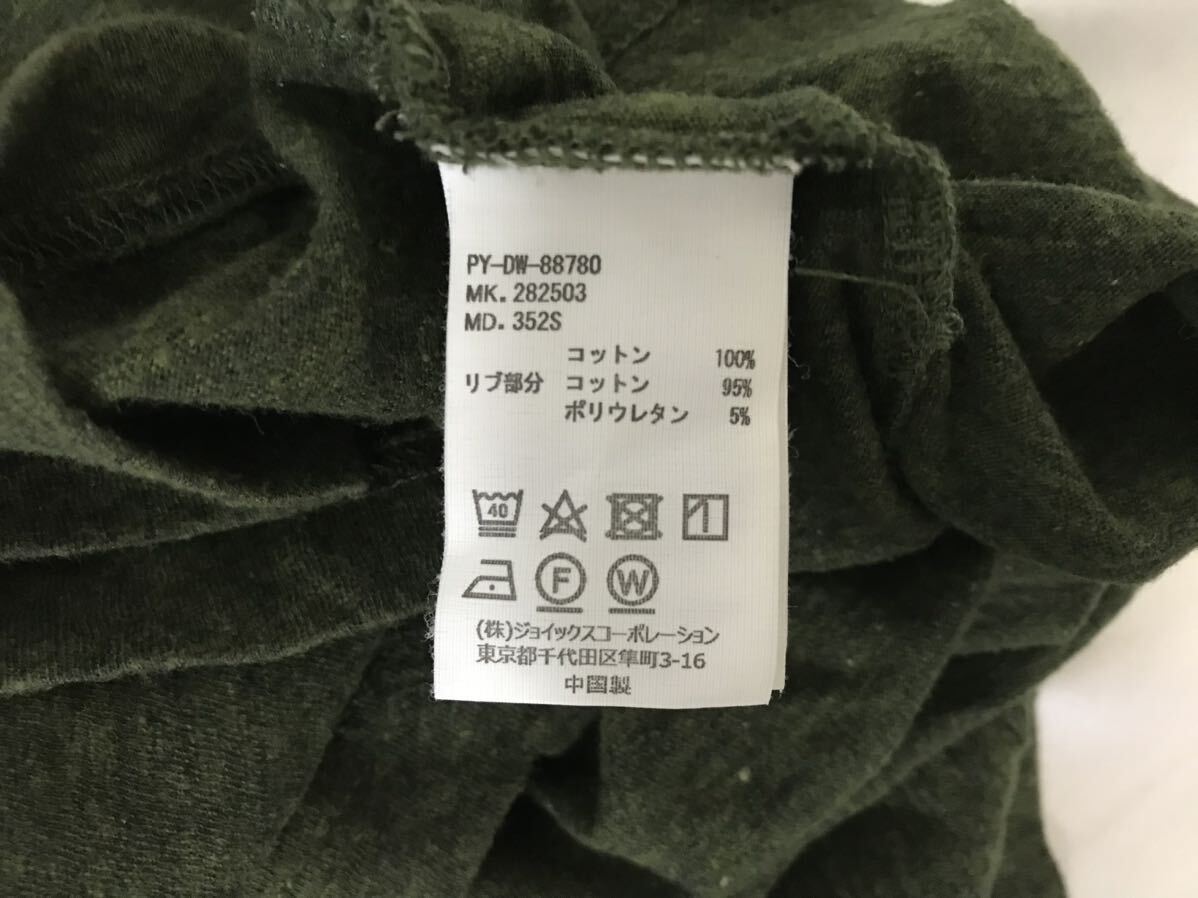 PY-DW-88780
MK. 282503
MD. 352S
コットン 100%
リブ部分 コットン 95%
ポリウレタン 5%
40
F W
(株)ジョイックスコーポレーション
東京都千代田区隼町3-16
中国製